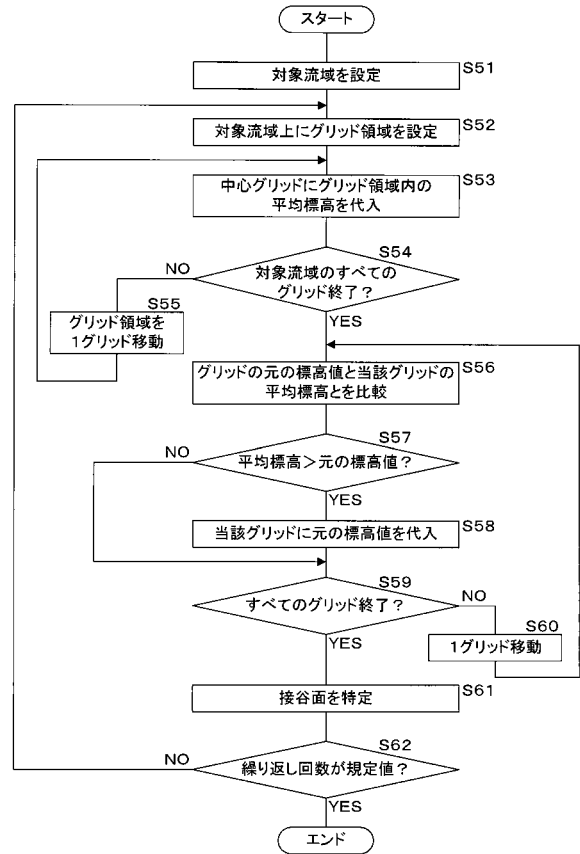 スタート
S51
対象流域を設定
S52
対象流域上にグリッド領域を設定
S53
中心グリッドにグリッド領域内の
平均標高を代入
S54
対象流域のすべての
グリッド終了？
NO
YES
S55
グリッド領域を
1グリッド移動
S56
グリッドの元の標高値と当該グリッドの
平均標高とを比較
S57
平均標高＞元の標高値？
NO
YES
S58
当該グリッドに元の標高値を代入
S59
すべてのグリッド終了？
NO
YES
S60
1グリッド移動
S61
接谷面を特定
S62
繰り返し回数が規定値？
NO
YES
エンド